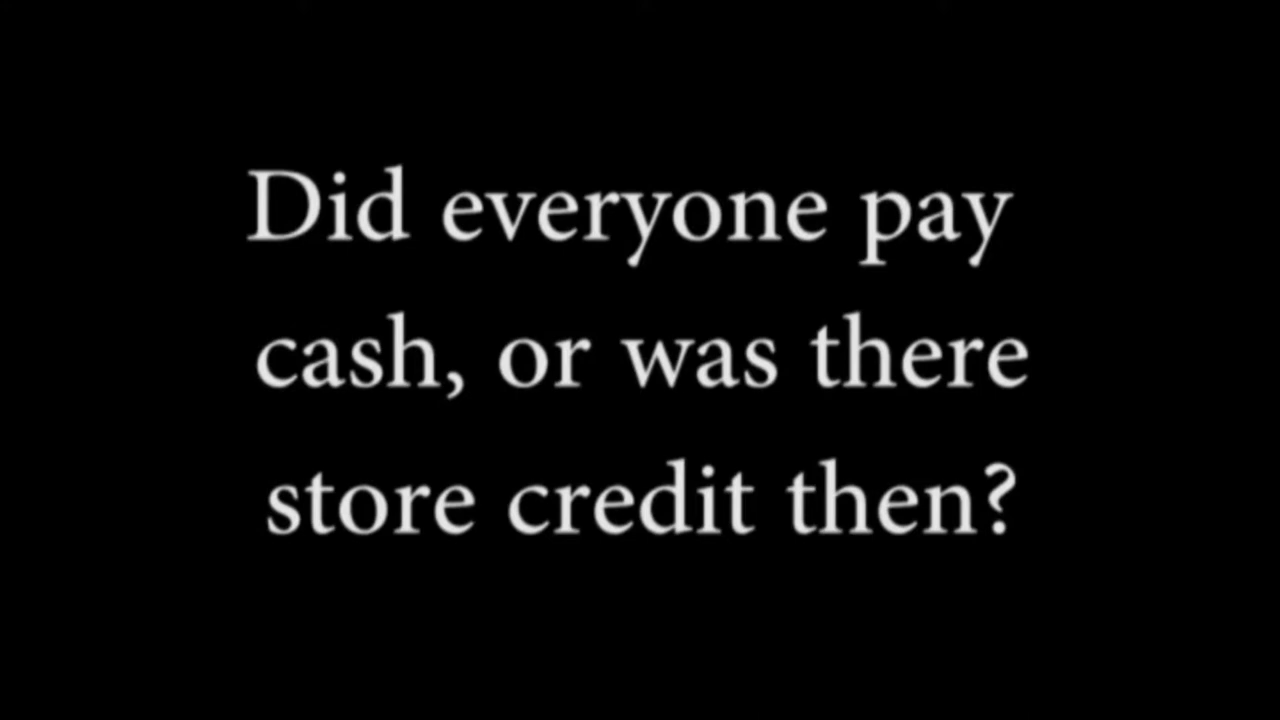 Did everyone pay
cash, or was there
store credit then?